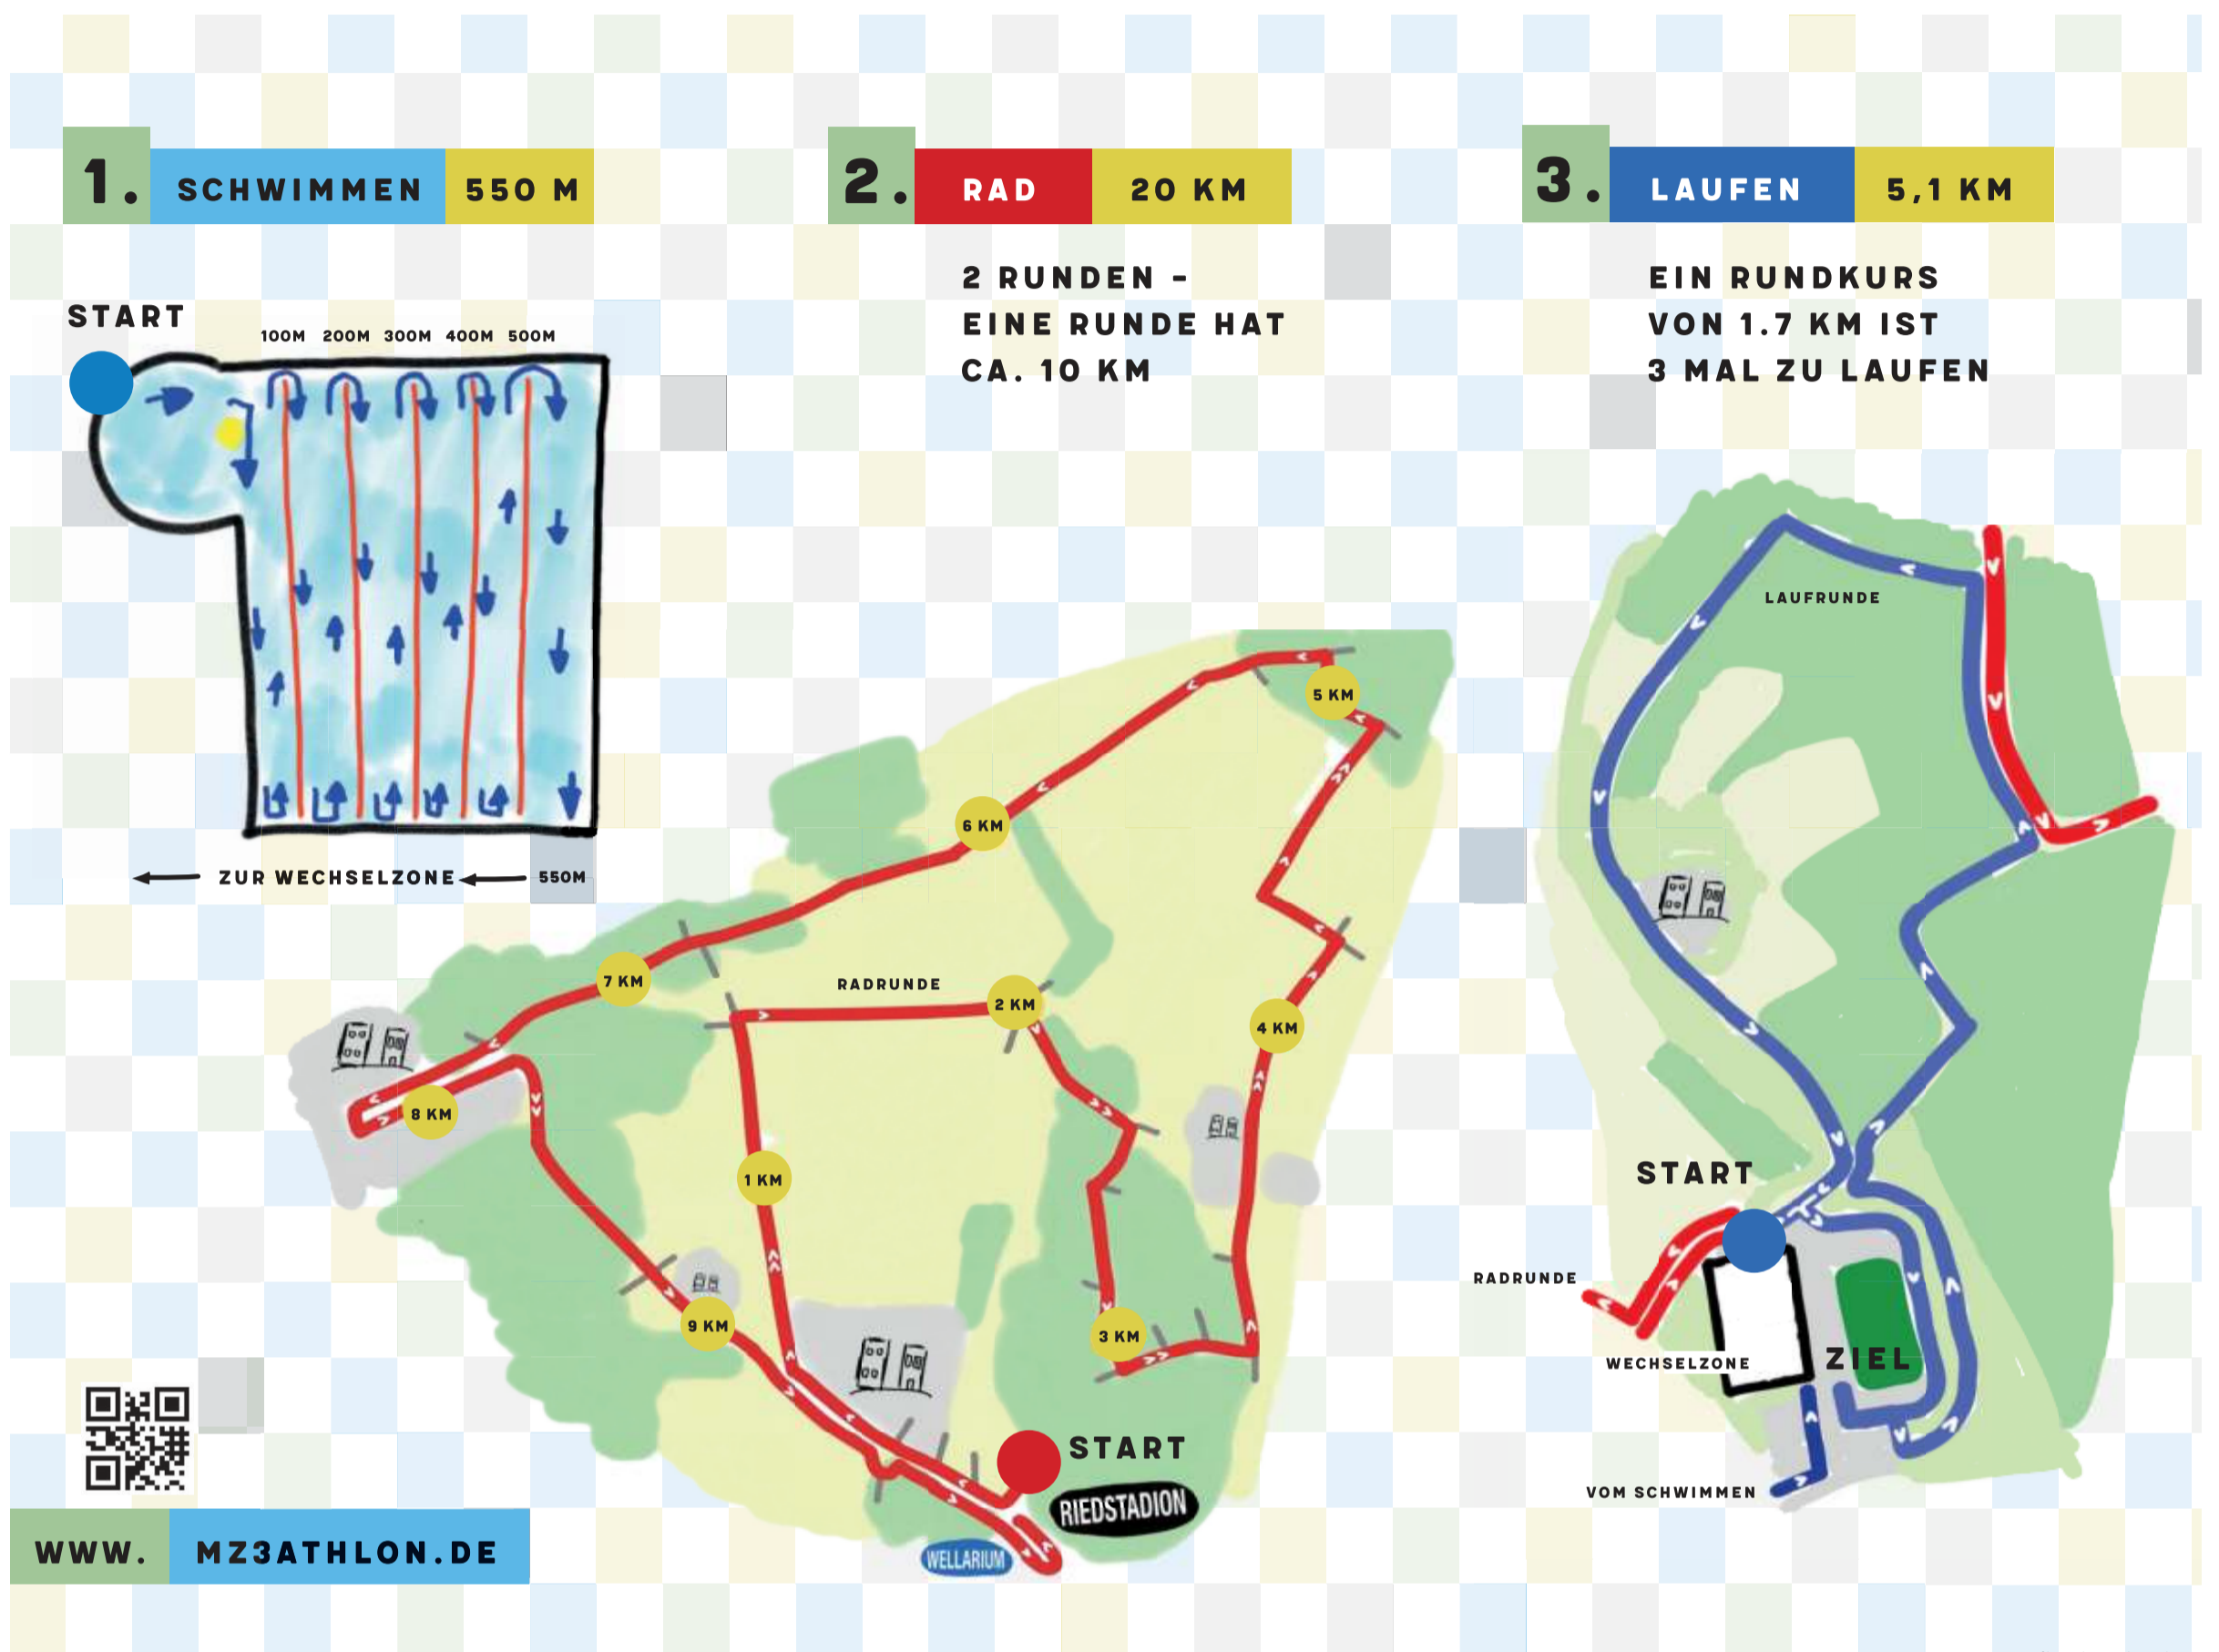 1. SCHWIMMEN 550 M
START
100M 200M 300M 400M 500M
ZUR WECHSELZONE 550M
2. RAD 20 KM
2 RUNDEN -
EINE RUNDE HAT
CA. 10 KM
5 KM
6 KM
7 KM
RADRUNDE
2 KM
4 KM
8 KM
1 KM
9 KM
3 KM
START
RIEDSTADION
WELLARIUM
3. LAUFEN 5,1 KM
EIN RUNDKURS
VON 1.7 KM IST
3 MAL ZU LAUFEN
LAUFRUNDE
START
RADRUNDE
WECHSELZONE
ZIEL
VOM SCHWIMMEN
WWW. MZ3ATHLON.DE